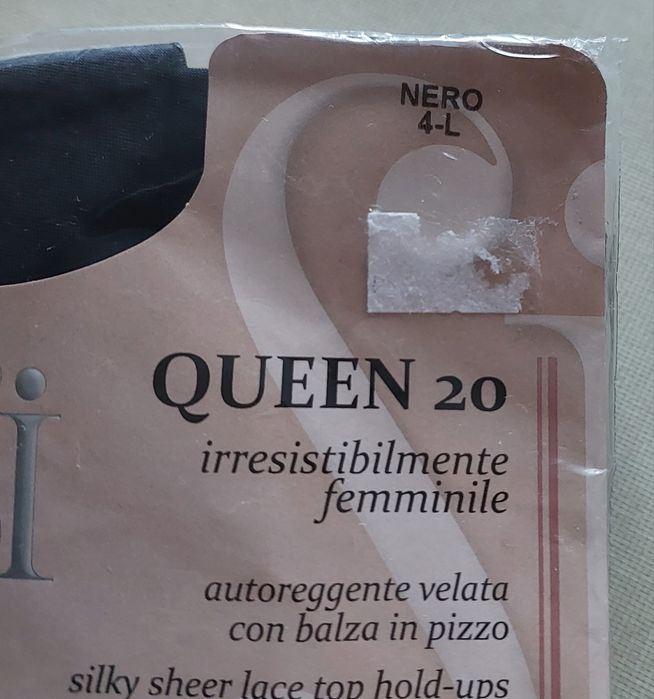 NERO
4-L
QUEEN 20
irresistibilmente
femminile
autoreggente velata
con balza in pizzo
silky sheer lace top hold-ups